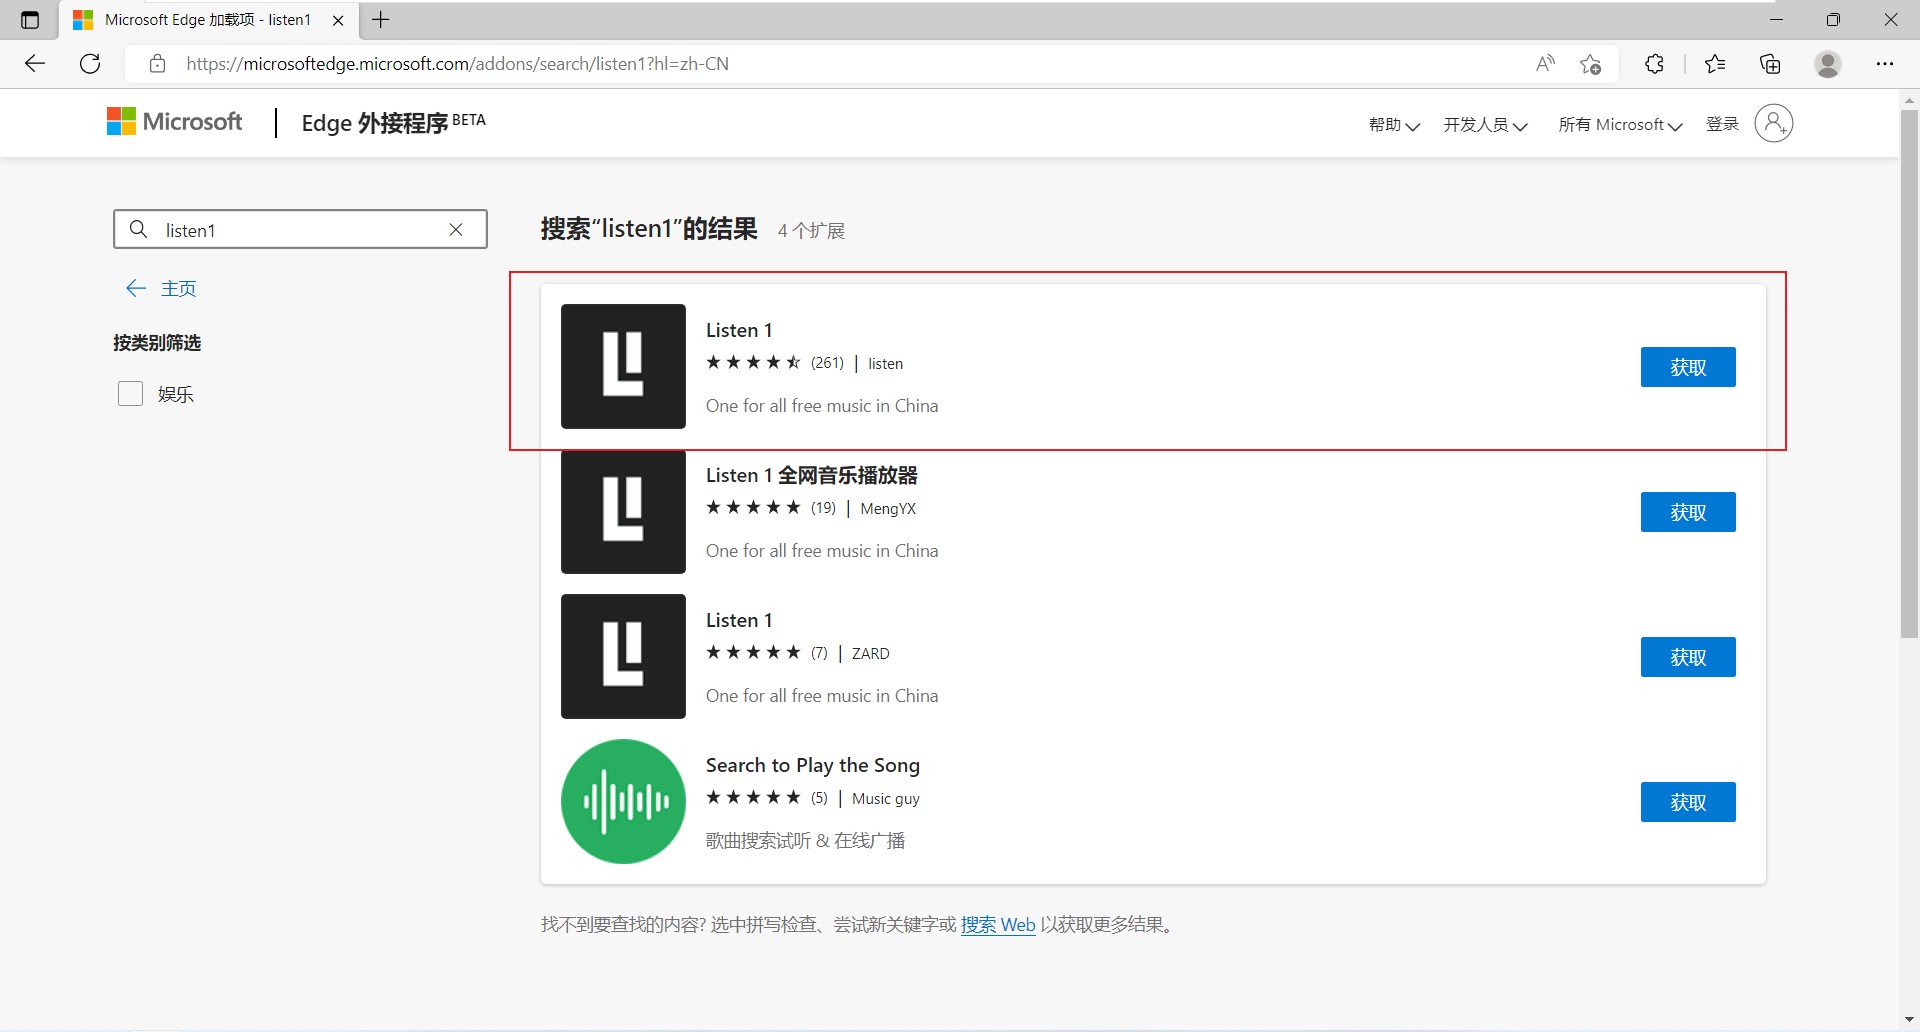 Microsoft Edge 加载项 - listen1
https://microsoftedge.microsoft.com/addons/search/listen1?hl=zh-CN
Microsoft
Edge 外接程序 BETA
帮助
开发人员
所有 Microsoft
登录
listen1
主页
按类别筛选
娱乐
搜索“listen1”的结果 4 个扩展
Listen 1
(261) | listen
One for all free music in China
获取
Listen 1 全网音乐播放器
(19) | MengYX
One for all free music in China
获取
Listen 1
(7) | ZARD
One for all free music in China
获取
Search to Play the Song
(5) | Music guy
歌曲搜索试听 & 在线广播
获取
找不到要查找的内容? 选中拼写检查、尝试新关键字或 搜索 Web 以获取更多结果。